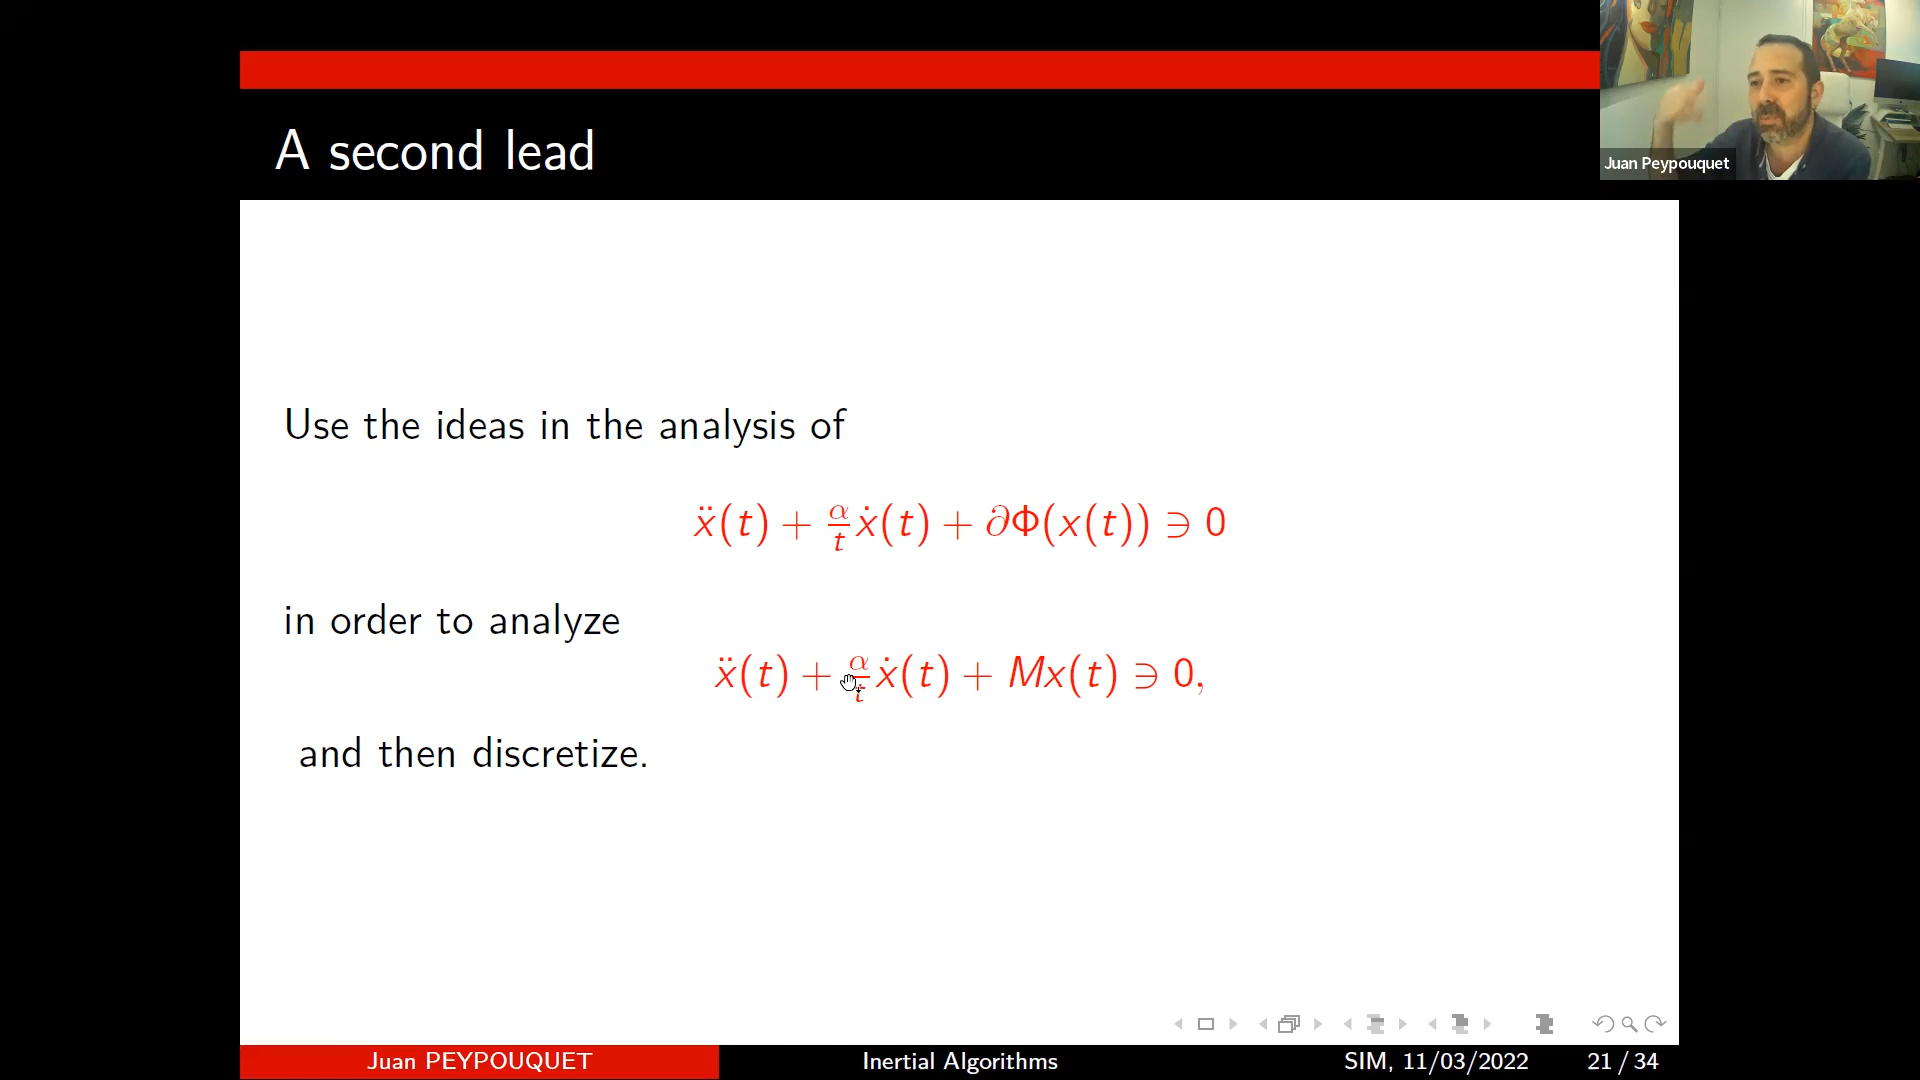 A second lead
Juan Peypouquet
Use the ideas in the analysis of
ẍ(t) + α/t ẋ(t) + ∂Φ(x(t)) ∋ 0
in order to analyze
ẍ(t) + α/t ẋ(t) + Mx(t) ∋ 0,
and then discretize.
Juan PEYPOUQUET Inertial Algorithms SIM, 11/03/2022 21 / 34